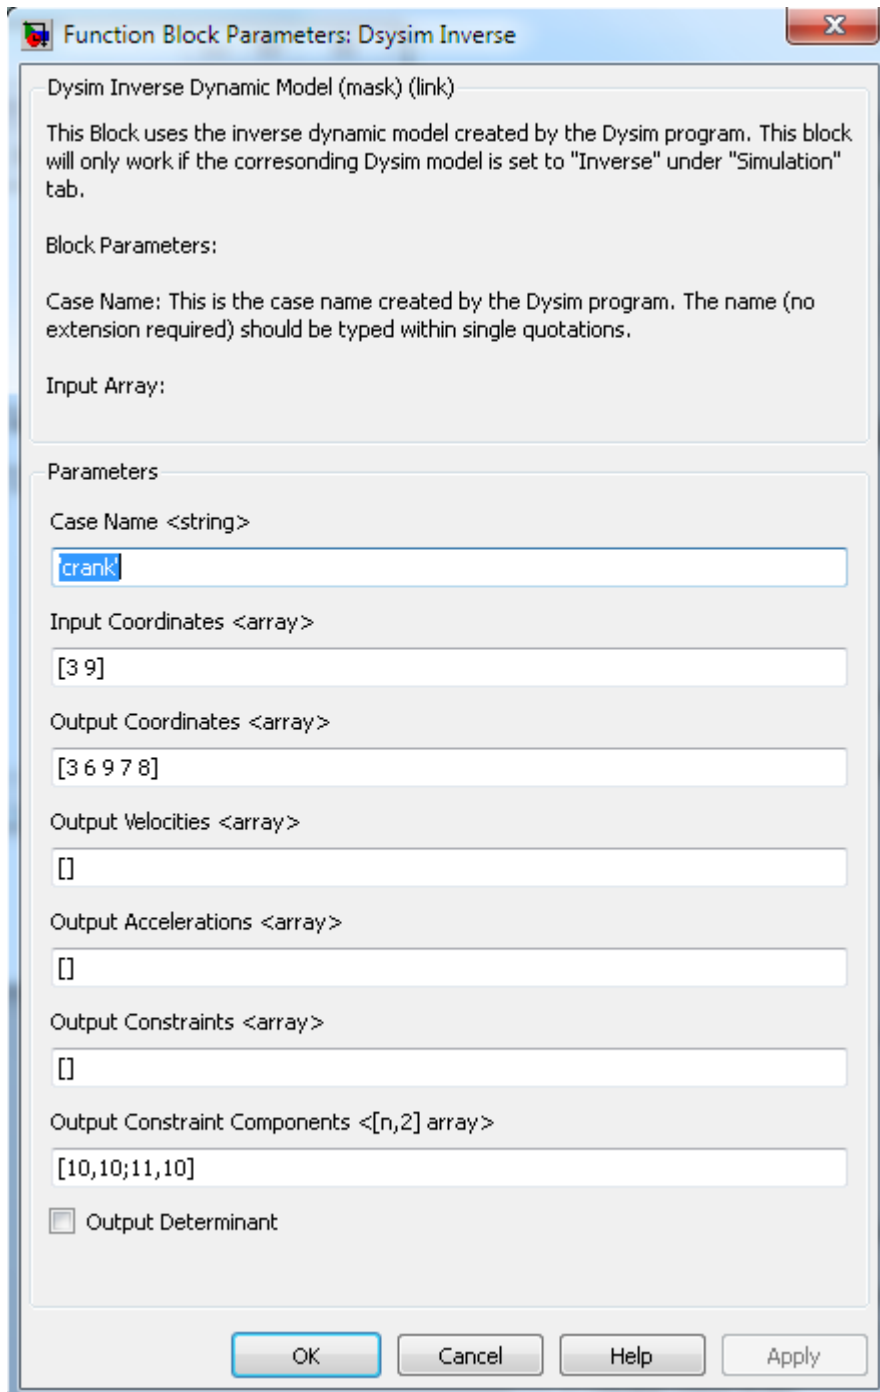 Function Block Parameters: Dsysim Inverse
Dysim Inverse Dynamic Model (mask) (link)
This Block uses the inverse dynamic model created by the Dysim program. This block
will only work if the corresonding Dysim model is set to "Inverse" under "Simulation"
tab.
Block Parameters:
Case Name: This is the case name created by the Dysim program. The name (no
extension required) should be typed within single quotations.
Input Array:
Parameters
Case Name <string>
'crank'
Input Coordinates <array>
[3 9]
Output Coordinates <array>
[3 6 9 7 8]
Output Velocities <array>
[]
Output Accelerations <array>
[]
Output Constraints <array>
[]
Output Constraint Components <[n,2] array>
[10,10;11,10]
Output Determinant
OK Cancel Help Apply